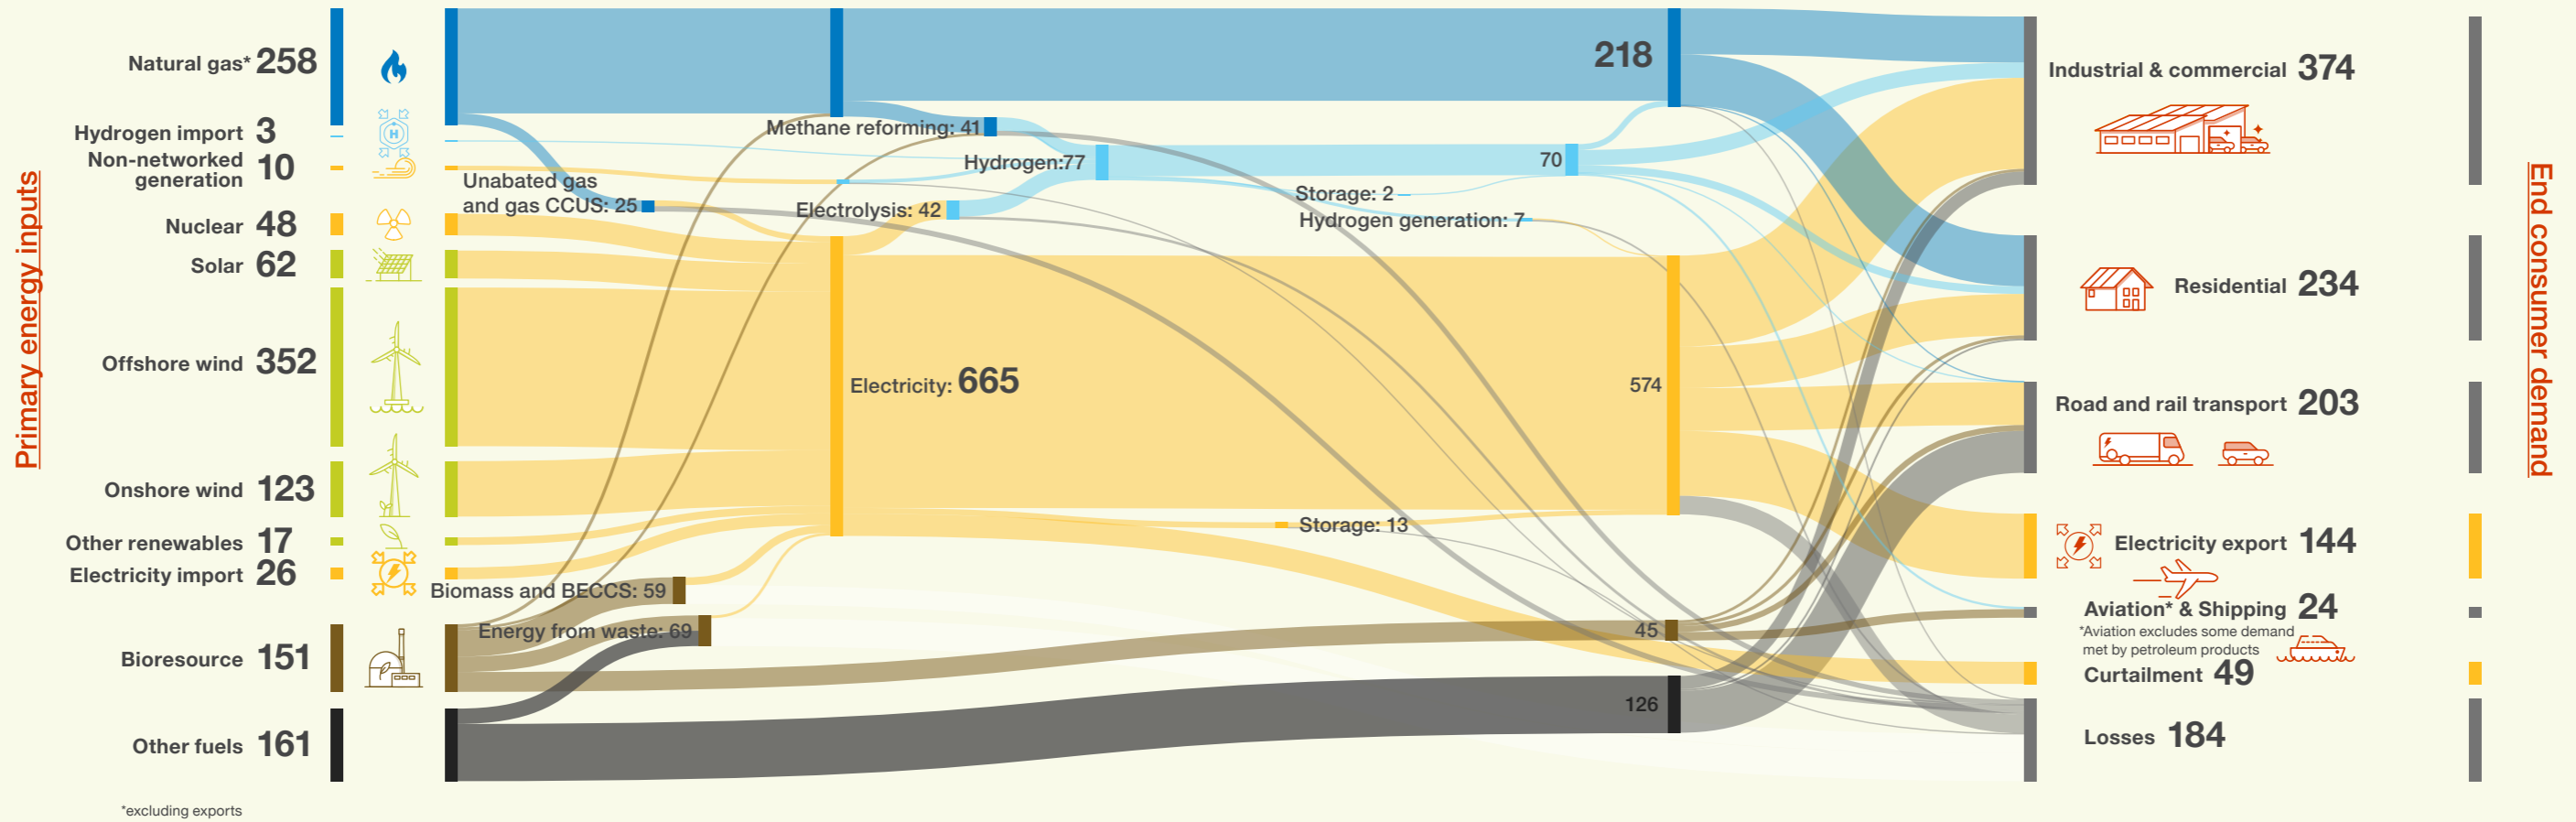 Primary energy inputs
Natural gas* 258
Hydrogen import 3
Non-networked
generation 10
Nuclear 48
Solar 62
Offshore wind 352
Onshore wind 123
Other renewables 17
Electricity import 26
Bioresource 151
Other fuels 161
*excluding exports
H
Unabated gas
and gas CCUS: 25
Biomass and BECCS: 59
Energy from waste: 69
Methane reforming: 41
Hydrogen:77
Electrolysis: 42
Electricity: 665
Storage: 2
Hydrogen generation: 7
Storage: 13
218
70
574
45
126
Industrial & commercial 374
Residential 234
Road and rail transport 203
Electricity export 144
Aviation* & Shipping 24
*Aviation excludes some demand
met by petroleum products
Curtailment 49
Losses 184
End consumer demand